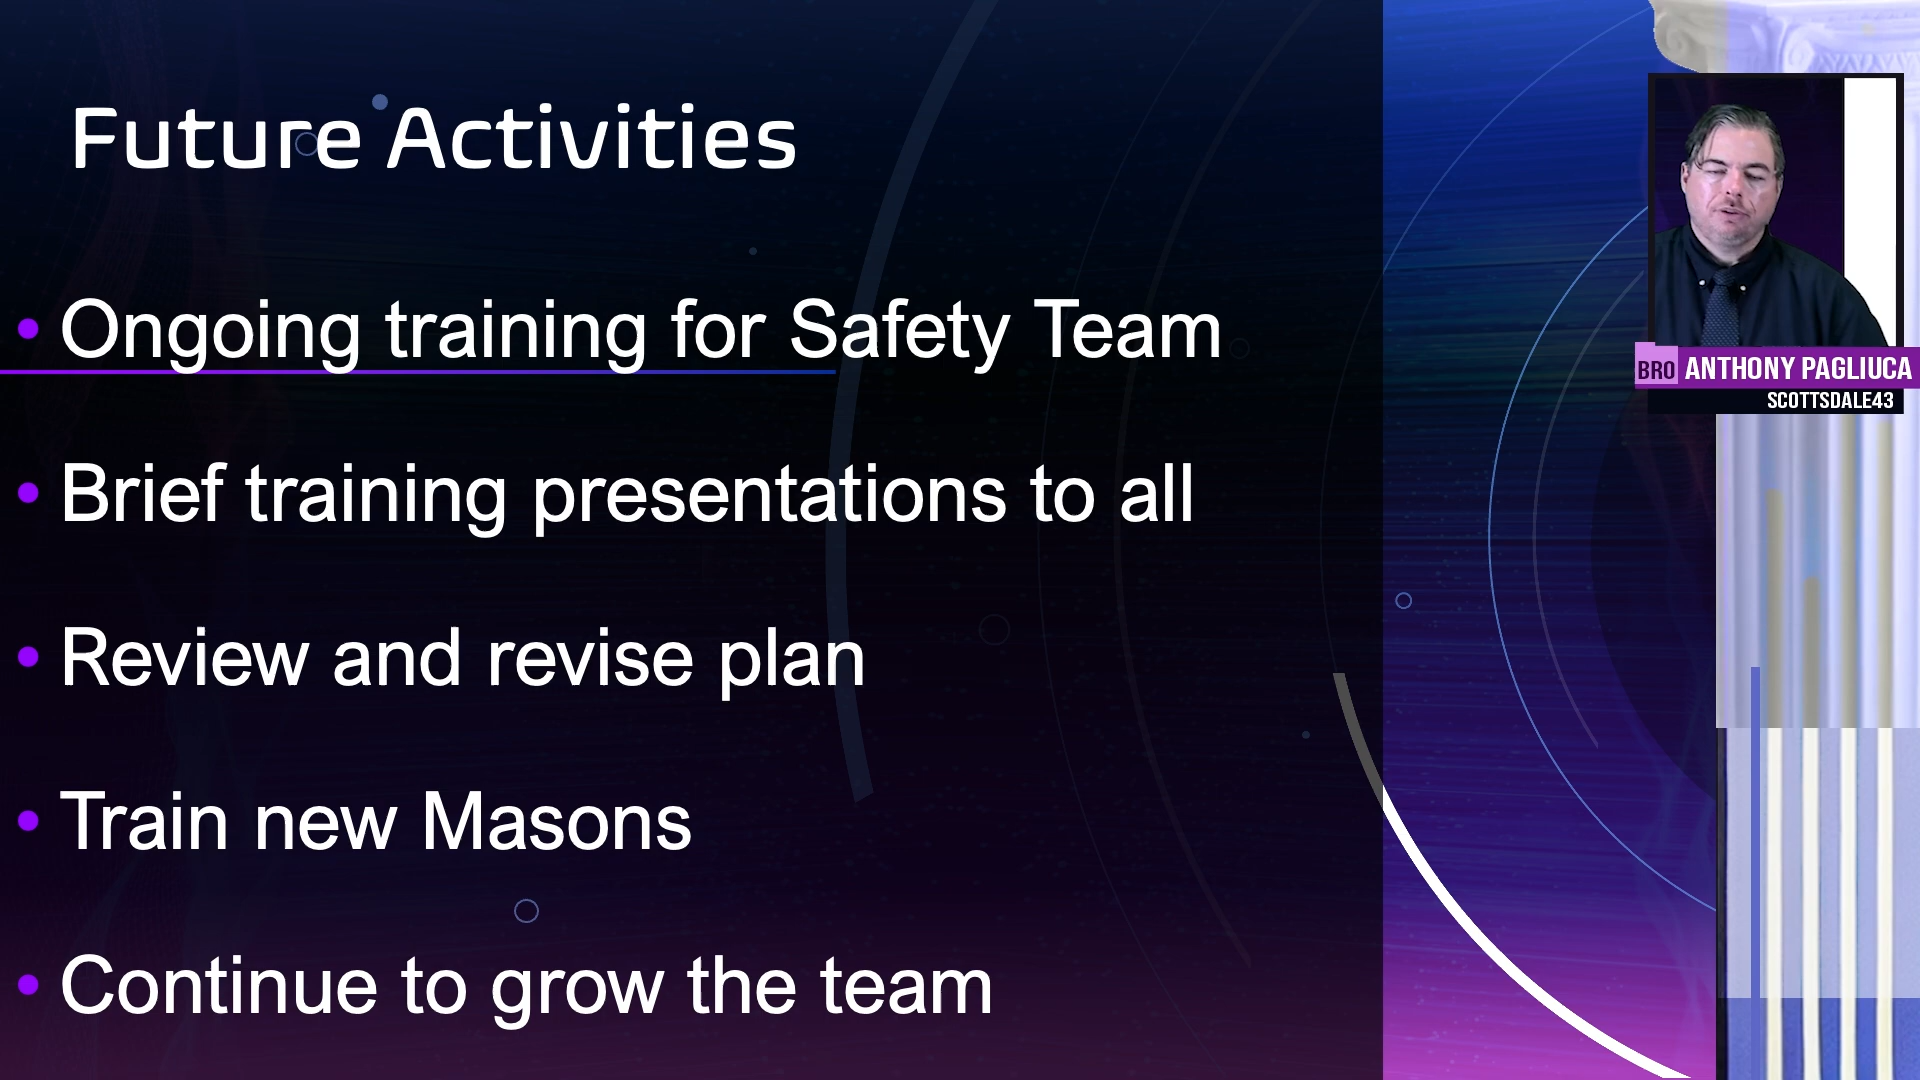 Future Activities
• Ongoing training for Safety Team
• Brief training presentations to all
• Review and revise plan
• Train new Masons
• Continue to grow the team
BRO ANTHONY PAGLIUCA
SCOTTSDALE43